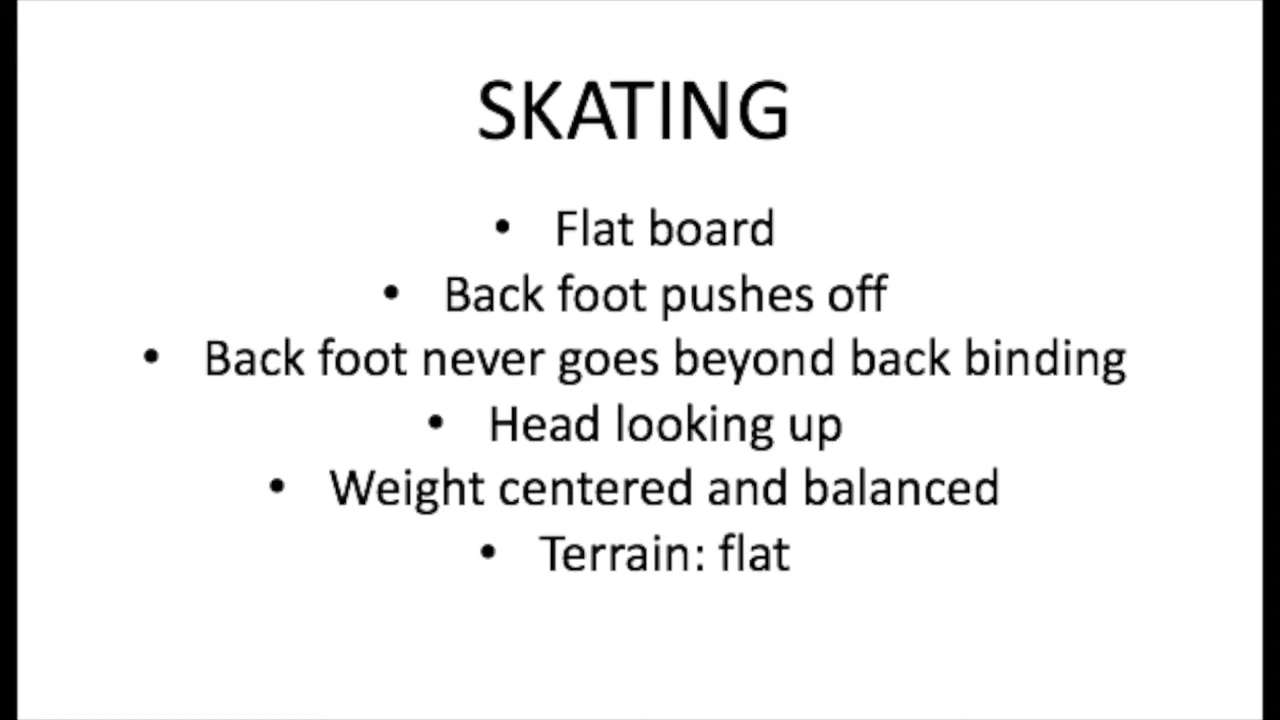 SKATING
• Flat board
• Back foot pushes off
• Back foot never goes beyond back binding
• Head looking up
• Weight centered and balanced
• Terrain: flat